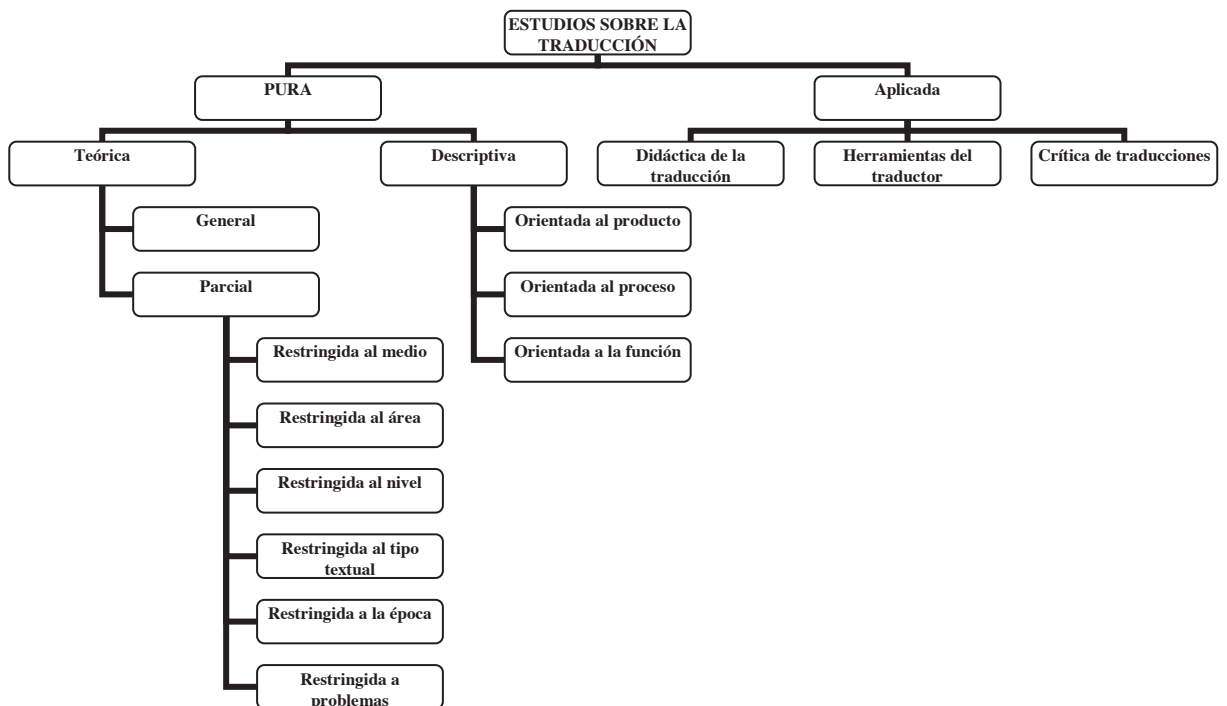 ESTUDIOS SOBRE LA
TRADUCCIÓN
PURA
Aplicada
Teórica
Descriptiva
Didáctica de la
traducción
Herramientas del
traductor
Crítica de traducciones
General
Parcial
Orientada al producto
Orientada al proceso
Orientada a la función
Restringida al medio
Restringida al área
Restringida al nivel
Restringida al tipo
textual
Restringida a la época
Restringida a
problemas